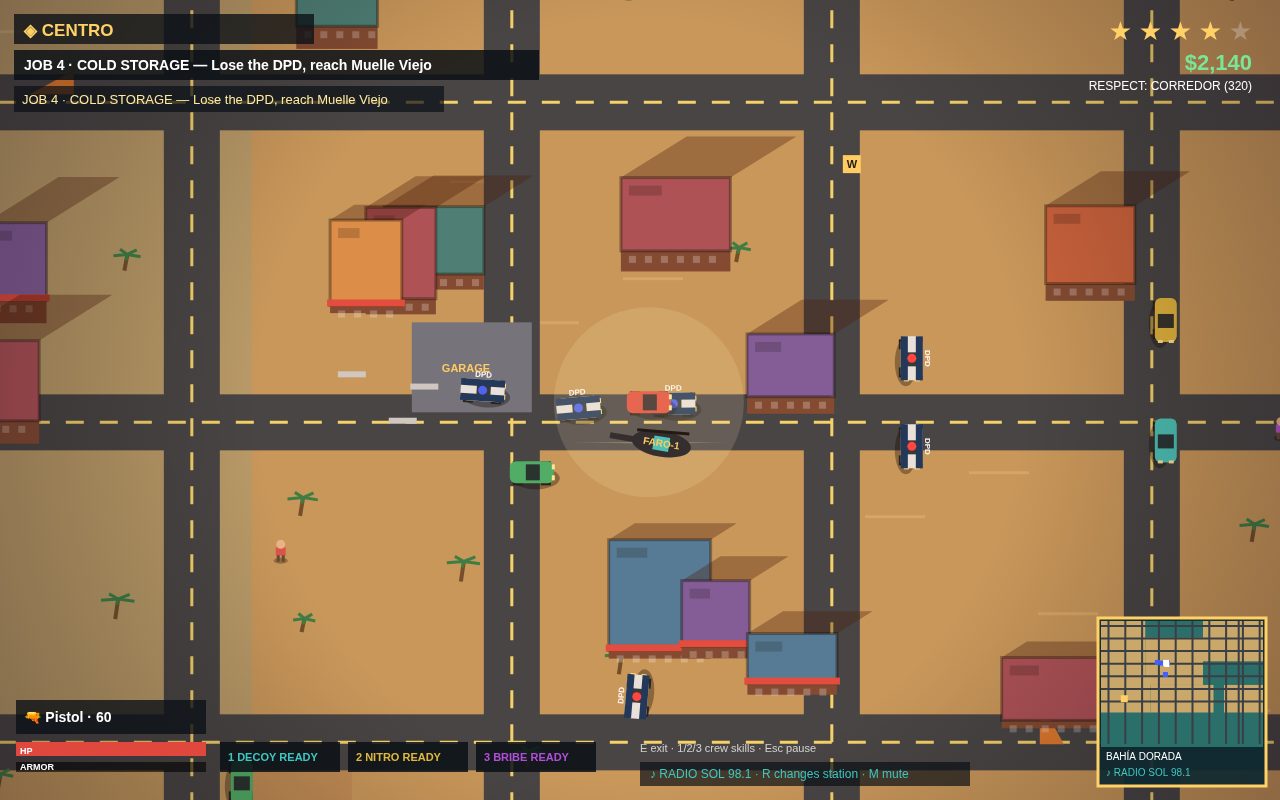 ◈ CENTRO
JOB 4 · COLD STORAGE — Lose the DPD, reach Muelle Viejo
JOB 4 · COLD STORAGE — Lose the DPD, reach Muelle Viejo
★ ★ ★ ★ ★
$2,140
RESPECT: CORREDOR (320)
W
GARAGE
DPD
DPD
DPD
DPD
DPD
FARO-1
DPD
🔫 Pistol · 60
HP
ARMOR
1 DECOY READY
2 NITRO READY
3 BRIBE READY
E exit · 1/2/3 crew skills · Esc pause
♪ RADIO SOL 98.1 · R changes station · M mute
BAHÍA DORADA
♪ RADIO SOL 98.1